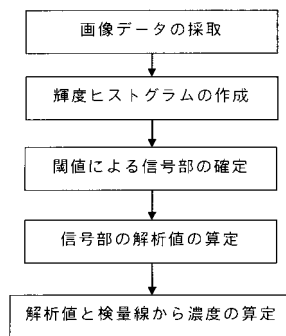 画像データの採取
輝度ヒストグラムの作成
閾値による信号部の確定
信号部の解析値の算定
解析値と検量線から濃度の算定